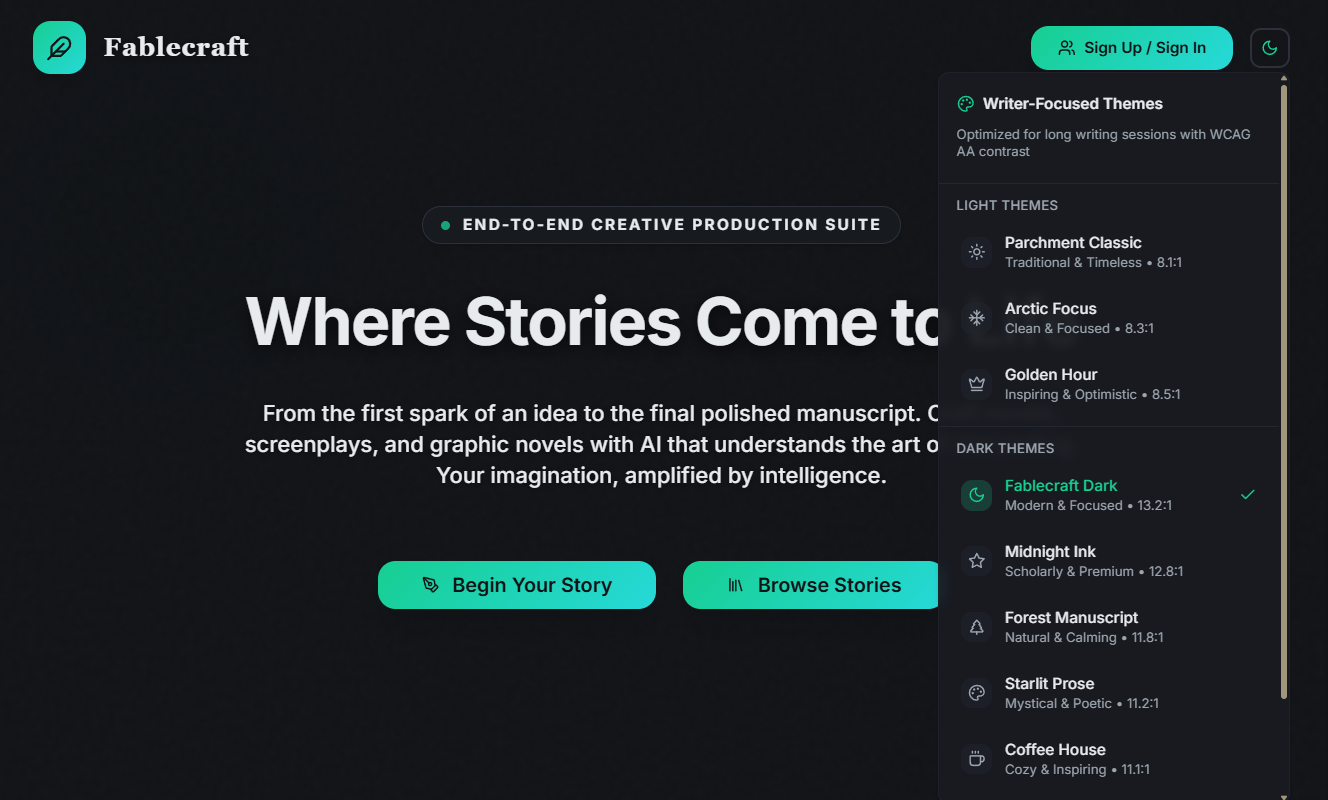 Fablecraft
Sign Up / Sign In
END-TO-END CREATIVE PRODUCTION SUITE
Where Stories Come to
From the first spark of an idea to the final polished manuscript.
screenplays, and graphic novels with AI that understands the art
Your imagination, amplified by intelligence.
Begin Your Story
Browse Stories
Writer-Focused Themes
Optimized for long writing sessions with WCAG
AA contrast
LIGHT THEMES
Parchment Classic
Traditional & Timeless • 8.1:1
Arctic Focus
Clean & Focused • 8.3:1
Golden Hour
Inspiring & Optimistic • 8.5:1
DARK THEMES
Fablecraft Dark
Modern & Focused • 13.2:1
Midnight Ink
Scholarly & Premium • 12.8:1
Forest Manuscript
Natural & Calming • 11.8:1
Starlit Prose
Mystical & Poetic • 11.2:1
Coffee House
Cozy & Inspiring • 11.1:1